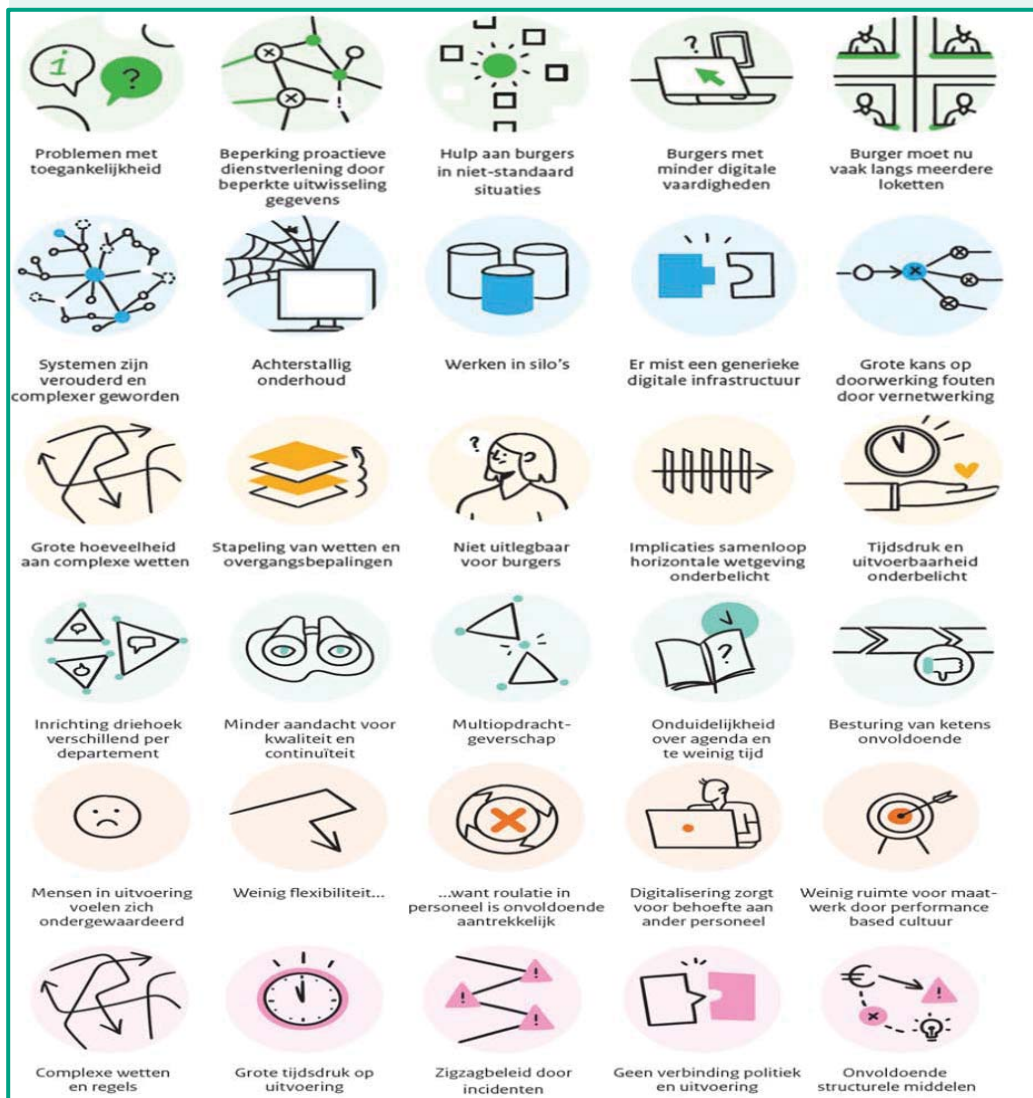 i
?
?
Problemen met
toegankelijkheid
Beperking proactieve
dienstverlening door
beperkte uitwisseling
gegevens
Hulp aan burgers
in niet-standaard
situaties
Burgers met
minder digitale
vaardigheden
Burger moet nu
vaak langs meerdere
loketten
Systemen zijn
verouderd en
complexer geworden
Achterstallig
onderhoud
Werken in silo's
Er mist een generieke
digitale infrastructuur
Grote kans op
doorwerking fouten
door vernetwerking
?
Grote hoeveelheid
aan complexe wetten
Stapeling van wetten en
overgangsbepalingen
Niet uitlegbaar
voor burgers
Implicaties samenloop
horizontale wetgeving
onderbelicht
Tijdsdruk en
uitvoerbaarheid
onderbelicht
?
Inrichting driehoek
verschillend per
departement
Minder aandacht voor
kwaliteit en
continuïteit
Multiopdracht-
geverschap
Onduidelijkheid
over agenda en
te weinig tijd
Besturing van ketens
onvoldoende
Mensen in uitvoering
voelen zich
ondergewaardeerd
Weinig flexibiliteit...
...want roulatie in
personeel is onvoldoende
aantrekkelijk
Digitalisering zorgt
voor behoefte aan
ander personeel
Weinig ruimte voor maat-
werk door performance
based cultuur
€
Complexe wetten
en regels
Grote tijdsdruk op
uitvoering
Zigzagbeleid door
incidenten
Geen verbinding politiek
en uitvoering
Onvoldoende
structurele middelen